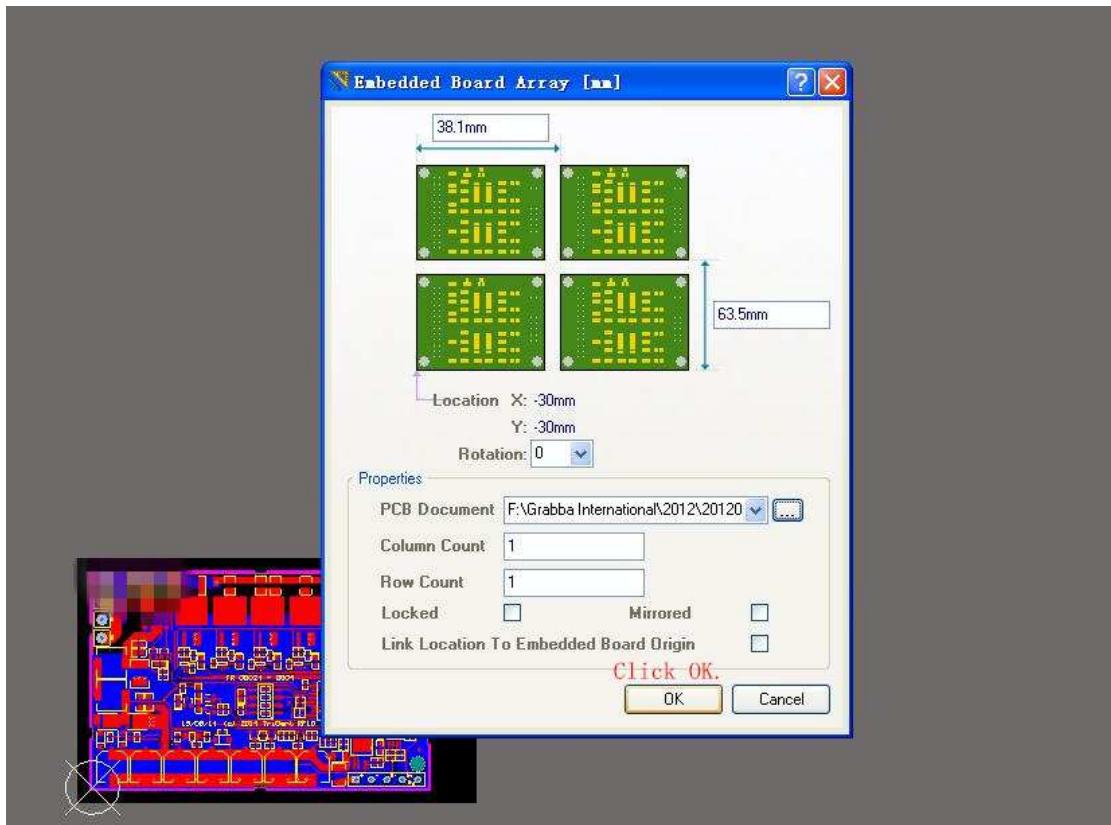 Embedded Board Array [mm]
38.1mm
63.5mm
Location X: -30mm
Y: -30mm
Rotation: 0
Properties
PCB Document F:\Grabba International\2012\20120
...
Column Count 1
Row Count 1
Locked Mirrored
Link Location To Embedded Board Origin
Click OK.
OK Cancel